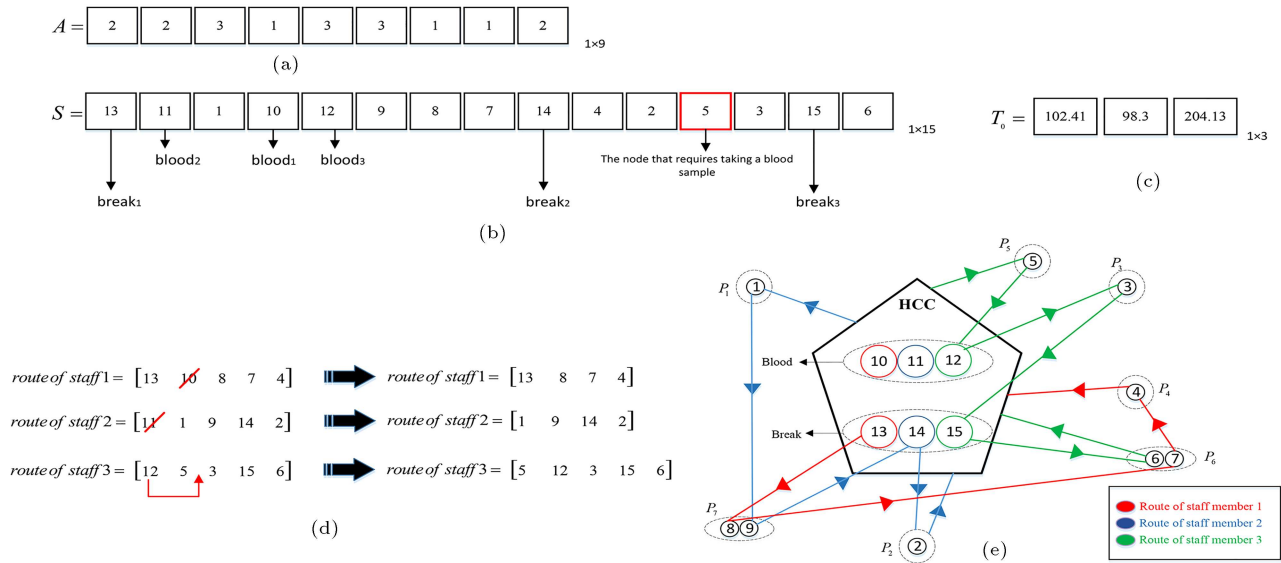 A = 2 2 3 1 3 3 1 1 2 1×9
(a)
S = 13 11 1 10 12 9 8 7 14 4 2 5 3 15 6 1×15
blood2 blood1 blood3 The node that requires taking a blood
sample
break1 break2 break3
(b)
T0 = 102.41 98.3 204.13 1×3
(c)
route of staff 1 = [13 10 8 7 4] route of staff 1 = [13 8 7 4]
route of staff 2 = [11 1 9 14 2] route of staff 2 = [1 9 14 2]
route of staff 3 = [12 5 3 15 6] route of staff 3 = [5 12 3 15 6]
(d)
P5 5
P3 3
P1 1
HCC
Blood 10 11 12
P4 4
Break 13 14 15
6 7 P6
P7
8 9
P2 2
(e)
Route of staff member 1
Route of staff member 2
Route of staff member 3